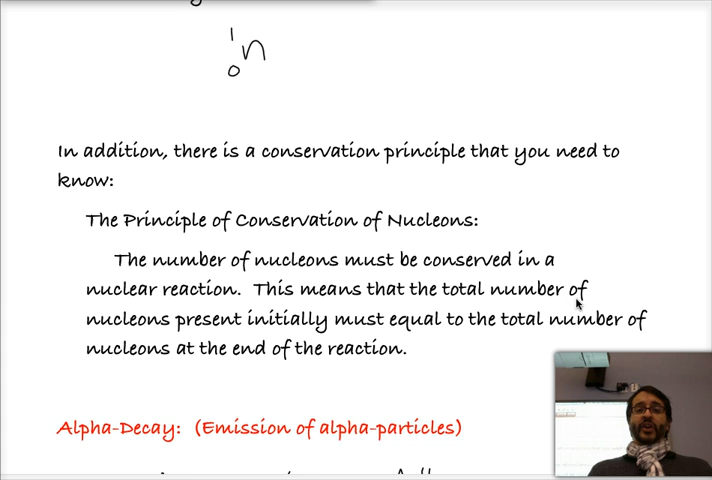 1
n
0
In addition, there is a conservation principle that you need to
know:
The Principle of Conservation of Nucleons:
The number of nucleons must be conserved in a
nuclear reaction. This means that the total number of
nucleons present initially must equal to the total number of
nucleons at the end of the reaction.
Alpha-Decay: (Emission of alpha-particles)